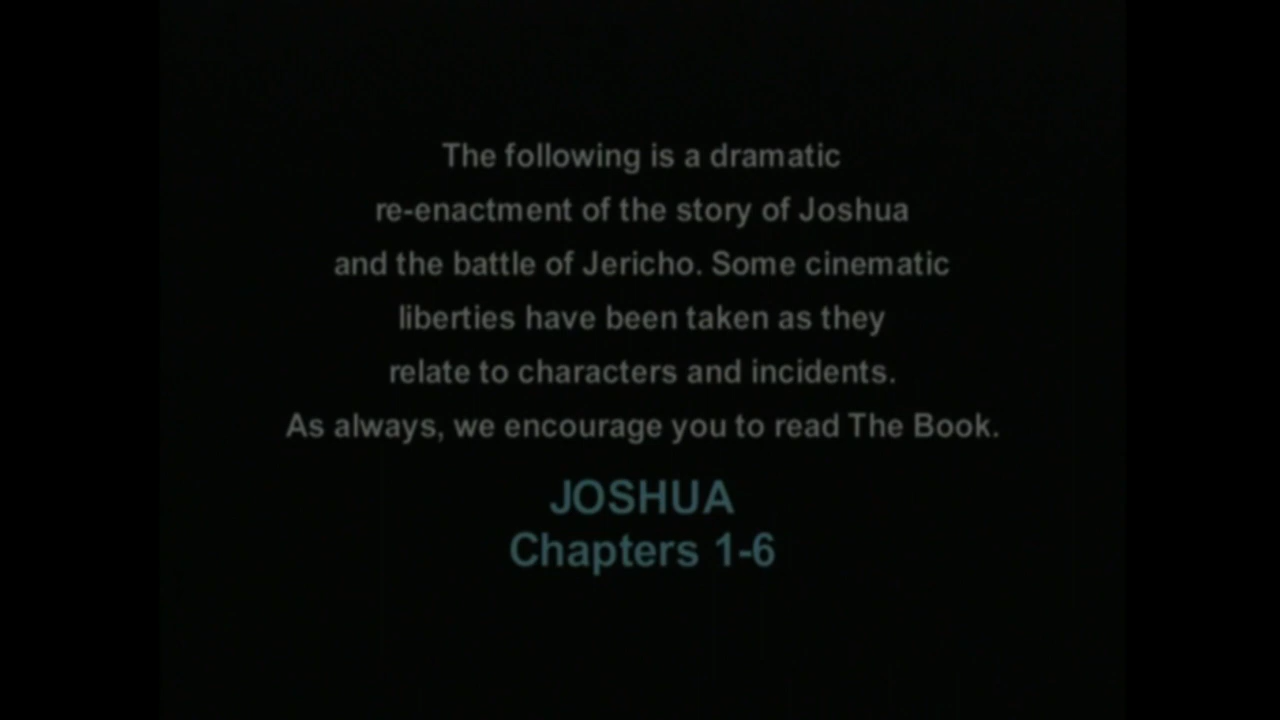 The following is a dramatic
re-enactment of the story of Joshua
and the battle of Jericho. Some cinematic
liberties have been taken as they
relate to characters and incidents.
As always, we encourage you to read The Book.
JOSHUA
Chapters 1-6